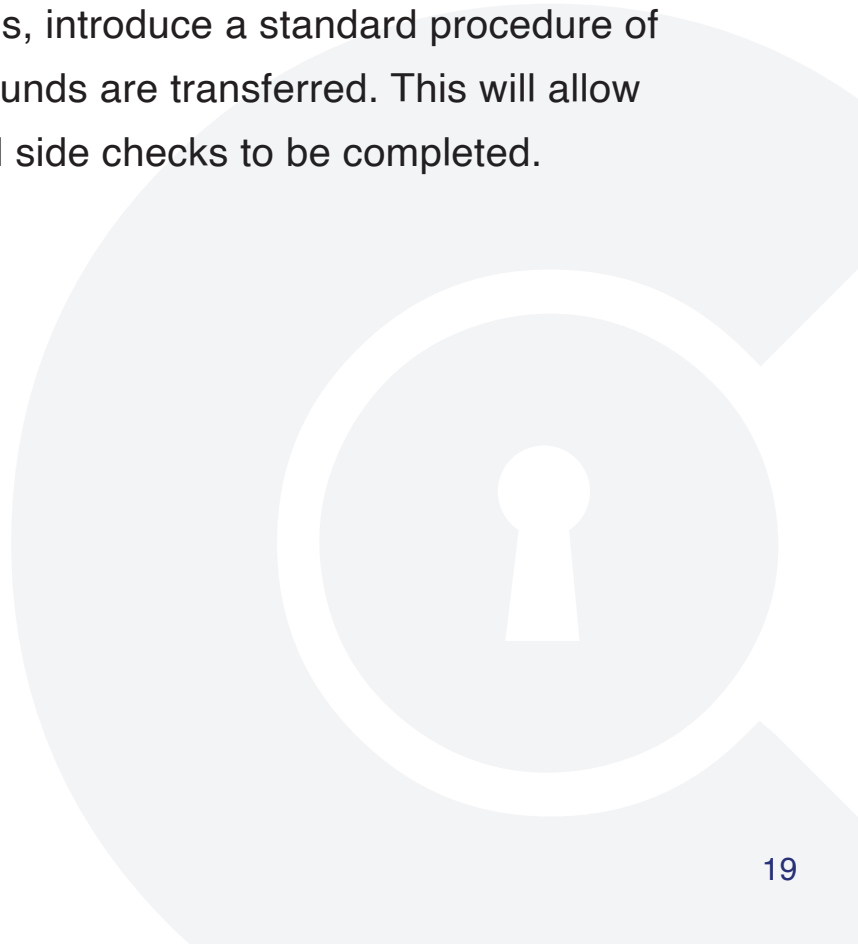 s, introduce a standard procedure of
unds are transferred. This will allow
side checks to be completed.
19